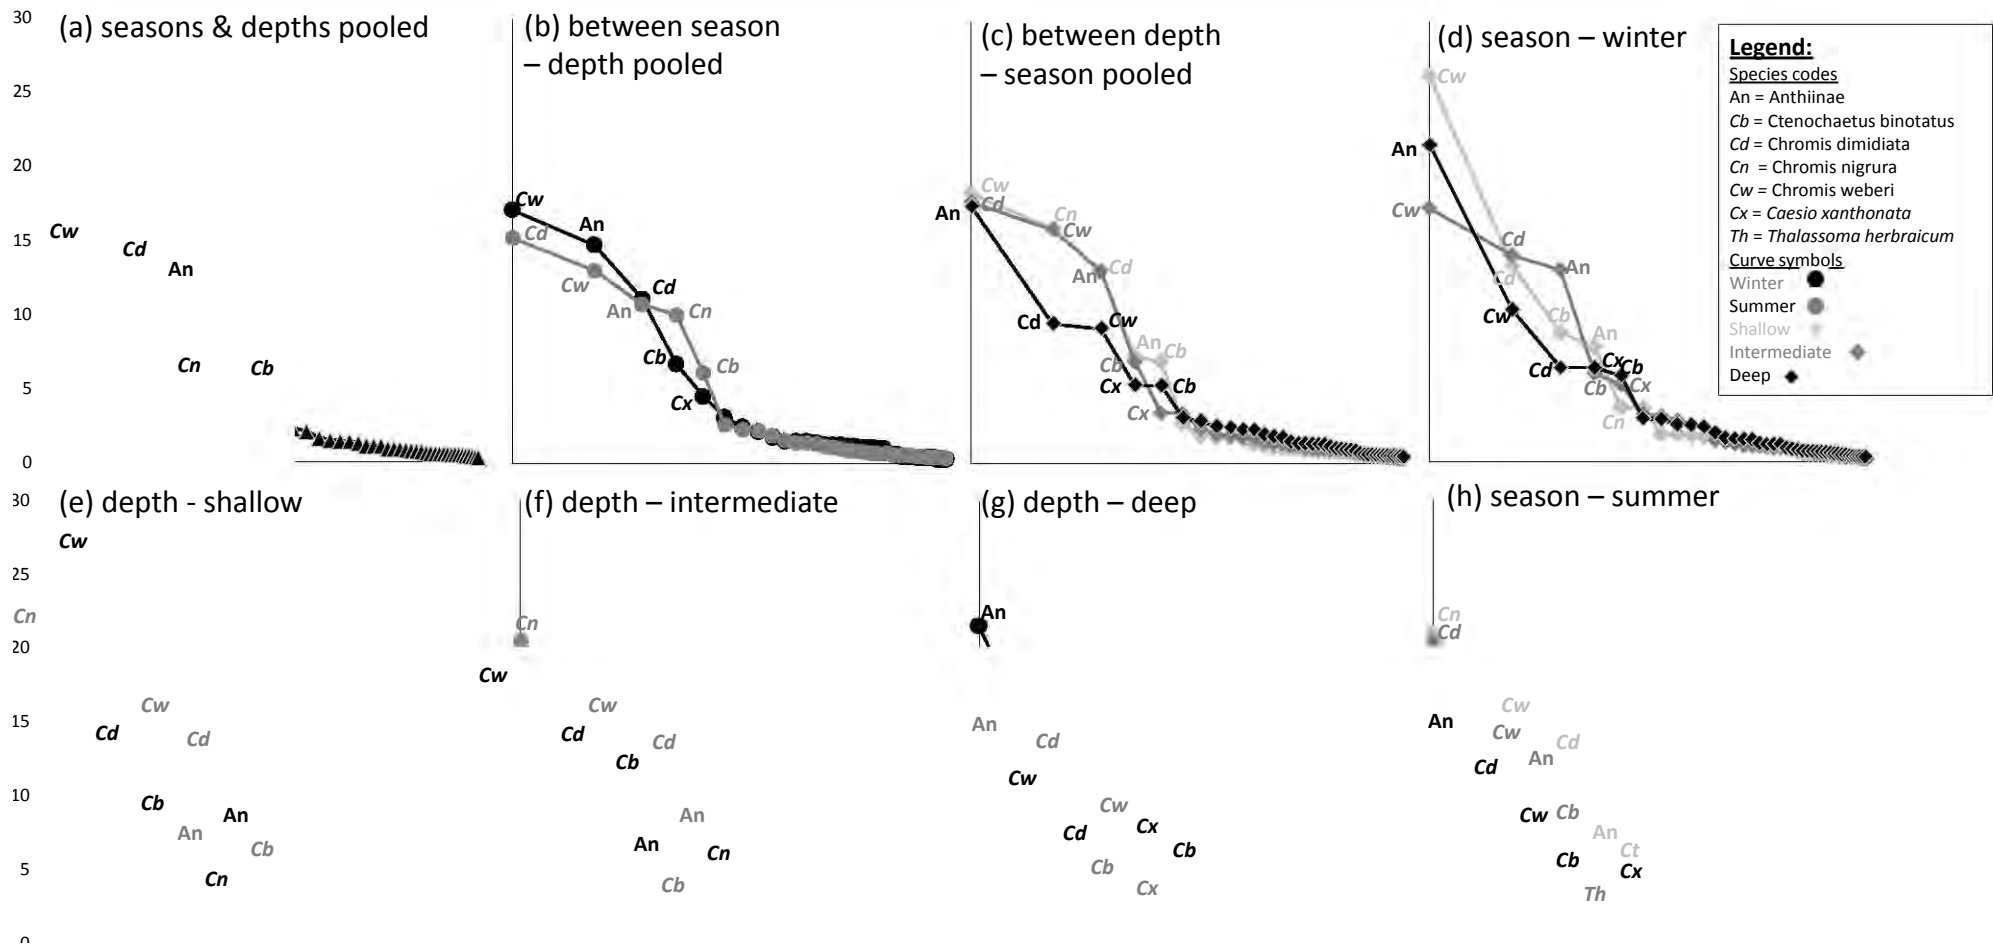 30
25
20
15
10
5
0
(a) seasons & depths pooled
Cw
Cd
An
Cn
Cb
(b) between season
– depth pooled
Cw
An
Cd
Cd
Cw
An
Cn
Cb
Cb
Cx
(c) between depth
– season pooled
Cw
Cd
An
Cn
Cw
Cd
An
Cd
Cw
An
Cb
Cb
Cx
Cb
Cx
(d) season – winter
Cw
An
Cw
Cd
An
Cd
Cw
Cb
An
Cd
Cx
Cb
Cb
Cx
Cn
Legend:
Species codes
An = Anthiinae
Cb = Ctenochaetus binotatus
Cd = Chromis dimidiata
Cn = Chromis nigrura
Cw = Chromis weberi
Cx = Caesio xanthonata
Th = Thalassoma herbraicum
Curve symbols
Winter
Summer
Shallow
Intermediate
Deep
30
25
20
15
10
5
0
(e) depth - shallow
Cw
Cn
Cw
Cd
Cd
Cb
An
An
Cb
Cn
(f) depth – intermediate
Cn
Cw
Cw
Cd
Cd
Cb
An
An
Cn
Cb
(g) depth – deep
An
An
Cd
Cw
Cw
Cx
Cd
Cb
Cb
Cx
(h) season – summer
Cn
Cd
Cw
An
Cw
Cd
An
Cd
Cw
Cb
An
Ct
Cb
Cx
Th